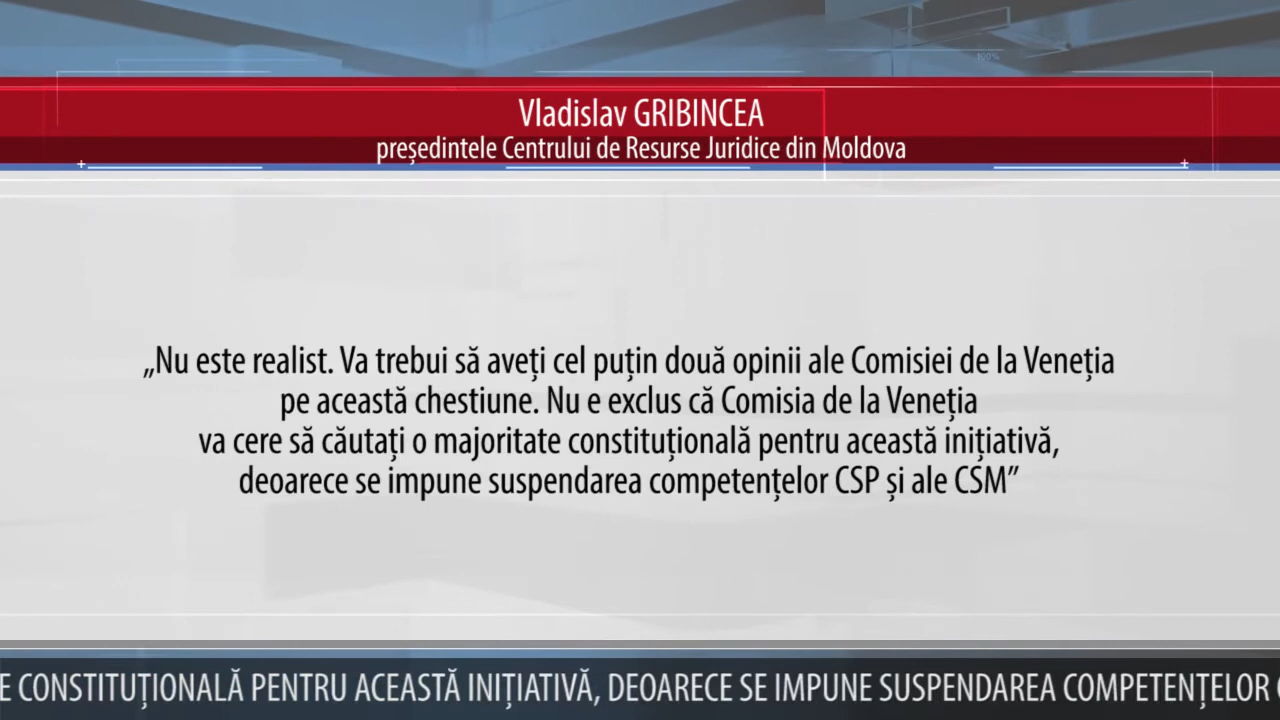 100%
Vladislav GRIBINCEA
președintele Centrului de Resurse Juridice din Moldova
„Nu este realist. Va trebui să aveți cel puțin două opinii ale Comisiei de la Veneția
pe această chestiune. Nu e exclus că Comisia de la Veneția
va cere să căutați o majoritate constituțională pentru această inițiativă,
deoarece se impune suspendarea competențelor CSP și ale CSM”
E CONSTITUȚIONALĂ PENTRU ACEASTĂ INIȚIATIVĂ, DEOARECE SE IMPUNE SUSPENDAREA COMPETENȚELOR